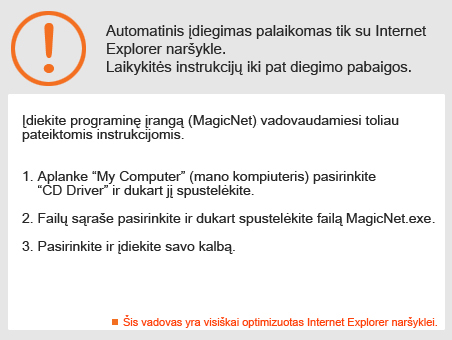 Automatinis įdiegimas palaikomas tik su Internet
Explorer naršykle.
Laikykitės instrukcijų iki pat diegimo pabaigos.
Įdiekite programinę įrangą (MagicNet) vadovaudamiesi toliau
pateiktomis instrukcijomis.
1. Aplanke “My Computer” (mano kompiuteris) pasirinkite
“CD Driver” ir dukart jį spustelėkite.
2. Failų sąraše pasirinkite ir dukart spustelėkite failą MagicNet.exe.
3. Pasirinkite ir įdiekite savo kalbą.
Šis vadovas yra visiškai optimizuotas Internet Explorer naršyklei.